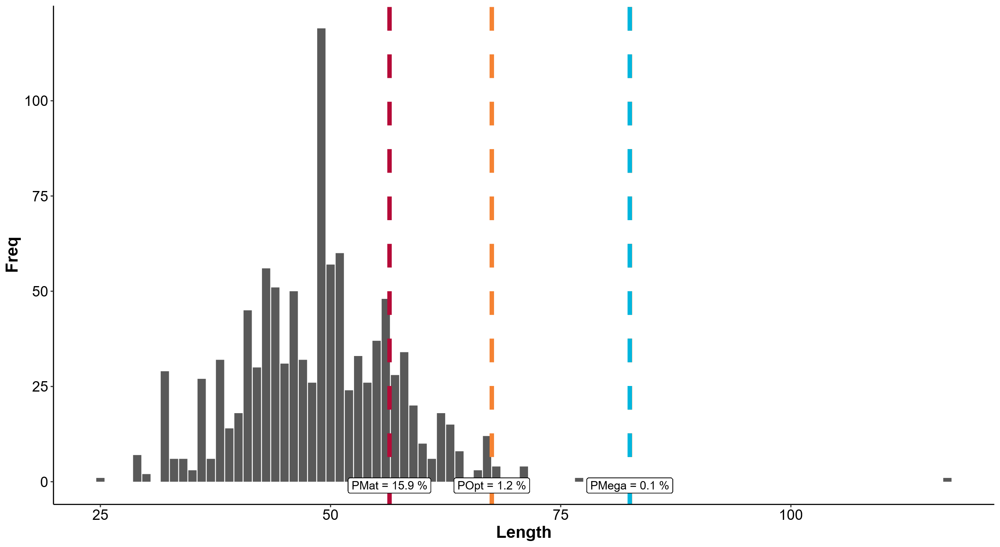 100
75
50
25
0
Freq
PMat = 15.9 %
POpt = 1.2 %
PMega = 0.1 %
25
50
75
100
Length